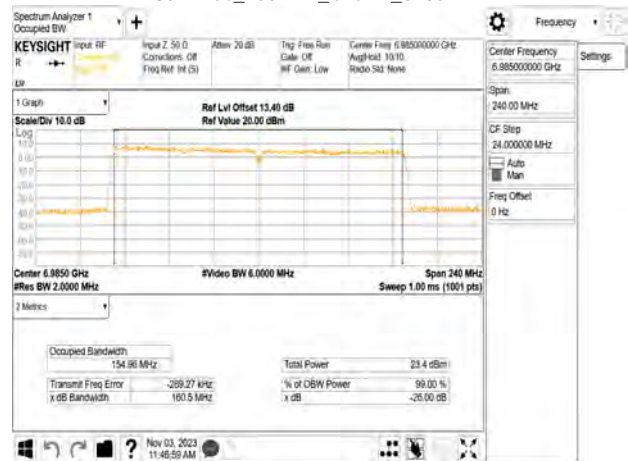 Spectrum Analyzer 1
Occupied BW
Frequency
KEYSIGHT
Input: RF
Input Z: 50 Ω
Corrections: Off
Freq Ref: Int (S)
Atten: 20 dB
Trig: Free Run
Gate: Off
#IF Gain: Low
Center Freq: 6.985000000 GHz
Avg|Hold: 10/10
Radio Std: None
R
LXI
Center Frequency
6.985000000 GHz
Settings
Span
240.00 MHz
CF Step
24.000000 MHz
Auto
Man
Freq Offset
0 Hz
1 Graph
Scale/Div 10.0 dB
Ref Lvl Offset 13.40 dB
Ref Value 20.00 dBm
Log
10.0
0.00
Center 6.9850 GHz
#Res BW 2.0000 MHz
#Video BW 6.0000 MHz
Span 240 MHz
Sweep 1.00 ms (1001 pts)
2 Metrics
Occupied Bandwidth
154.96 MHz
Total Power 23.4 dBm
Transmit Freq Error -289.27 kHz
% of OBW Power 99.00 %
x dB Bandwidth 160.5 MHz
x dB -26.00 dB
Nov 03, 2023
11:46:59 AM